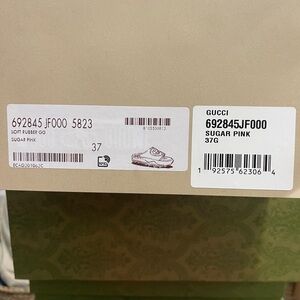 692845 JF000 5823
SOFT RUBBER GG
SUGAR PINK
37
GUCCI
692845JF000
SUGAR PINK
37G
1 92575 62306 4